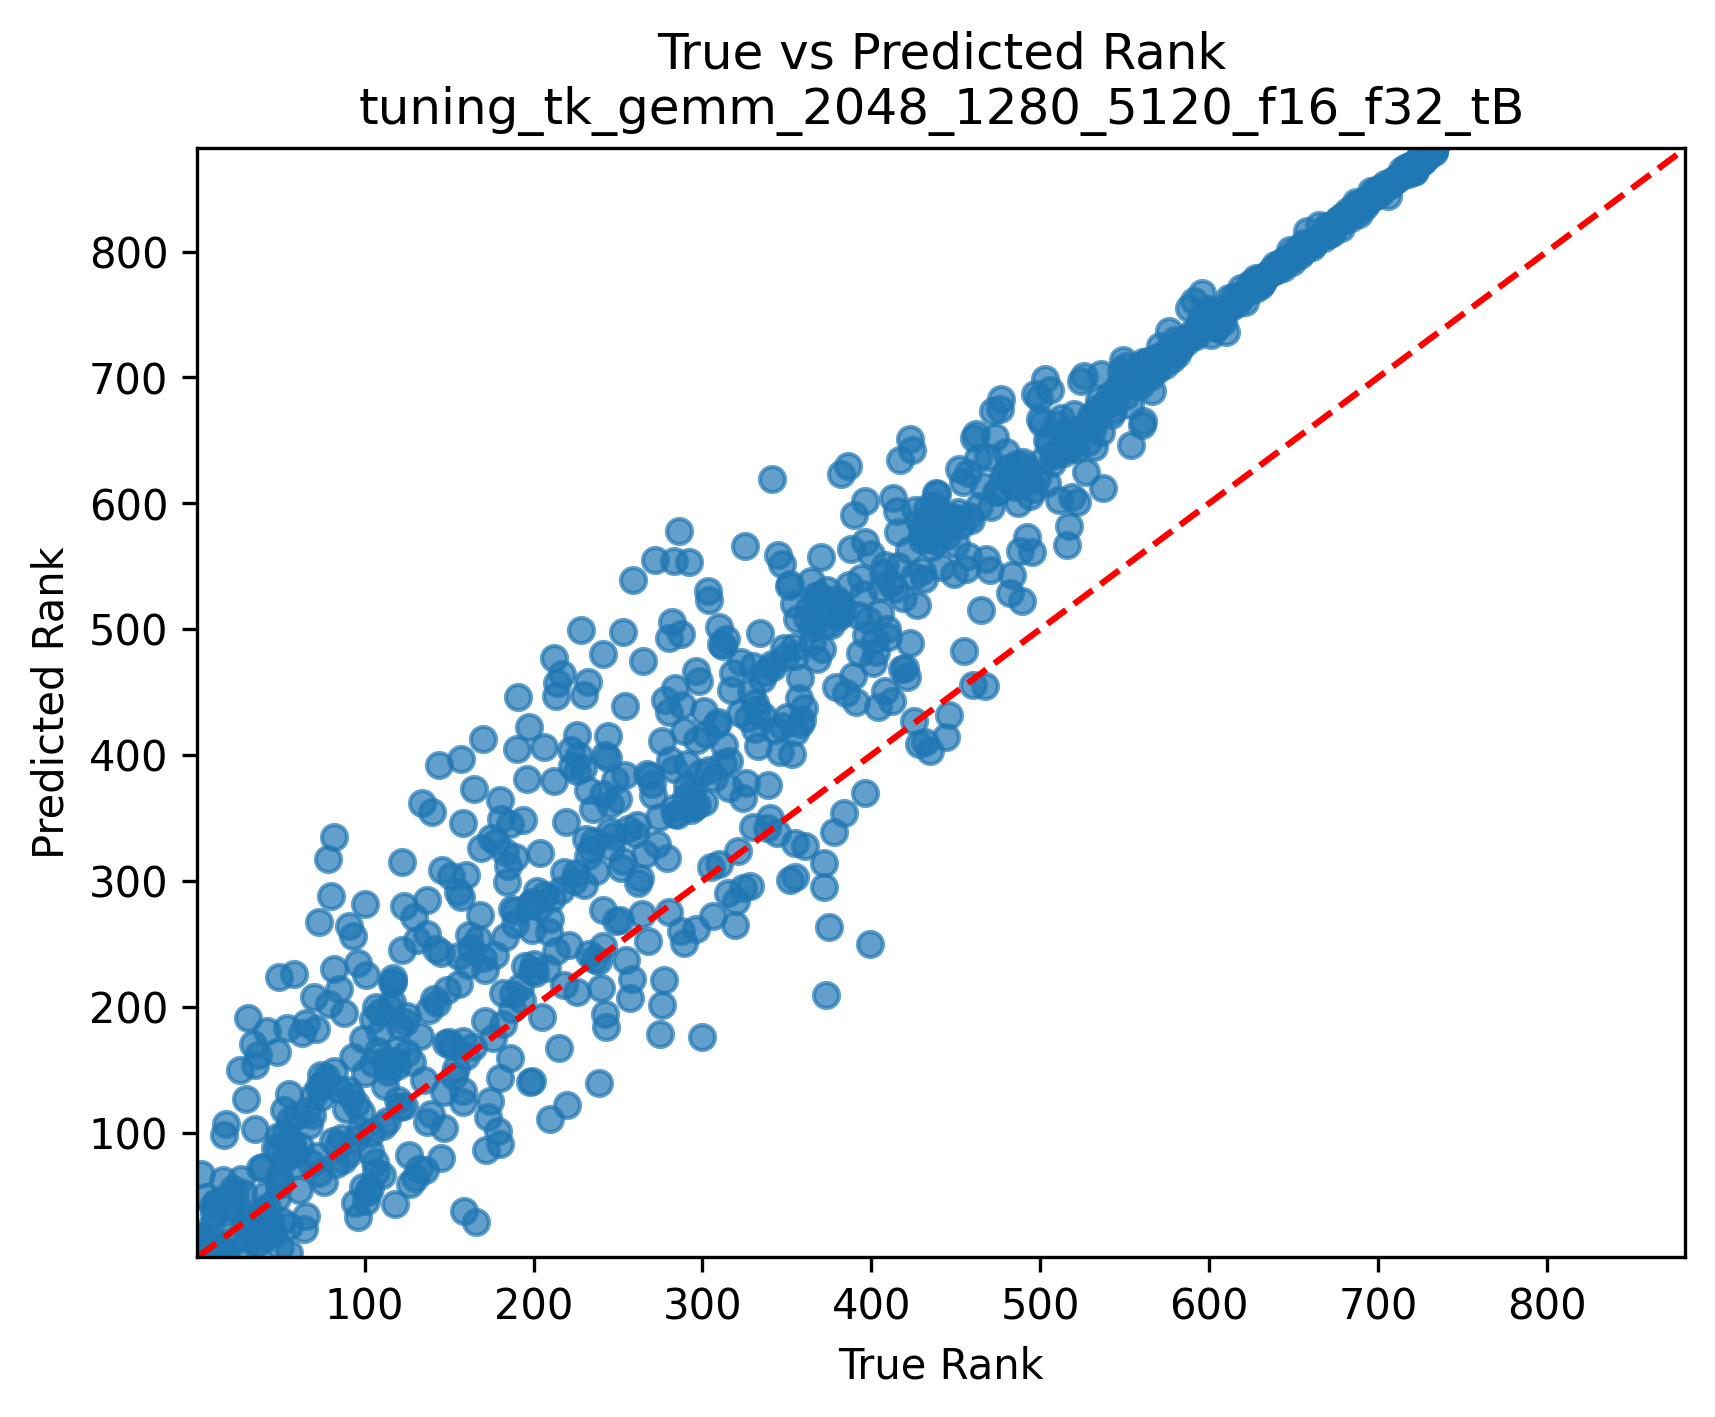 True vs Predicted Rank
tuning_tk_gemm_2048_1280_5120_f16_f32_tB
Predicted Rank
800
700
600
500
400
300
200
100
100 200 300 400 500 600 700 800
True Rank